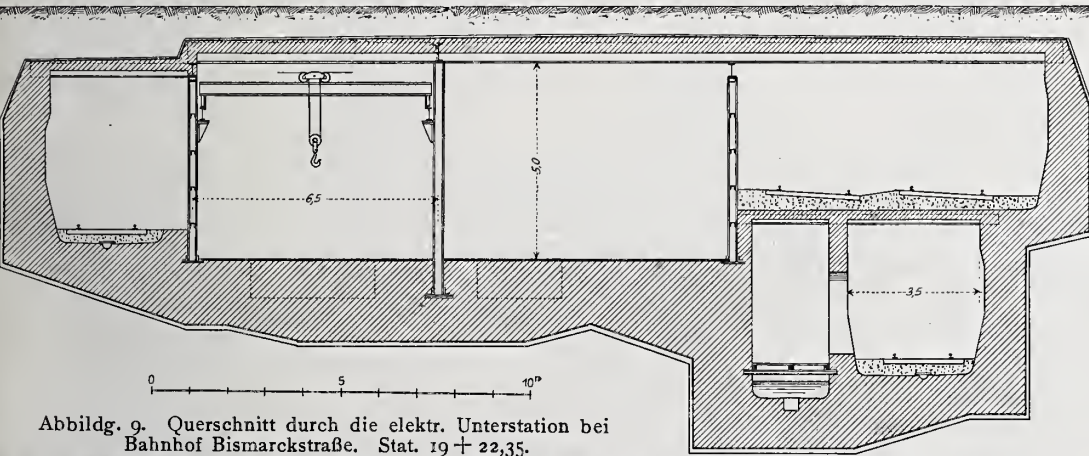 6,5
5,0
3,5
0 5 10m
Abbildg. 9. Querschnitt durch die elektr. Unterstation bei
Bahnhof Bismarckstraße. Stat. 19 + 22,35.